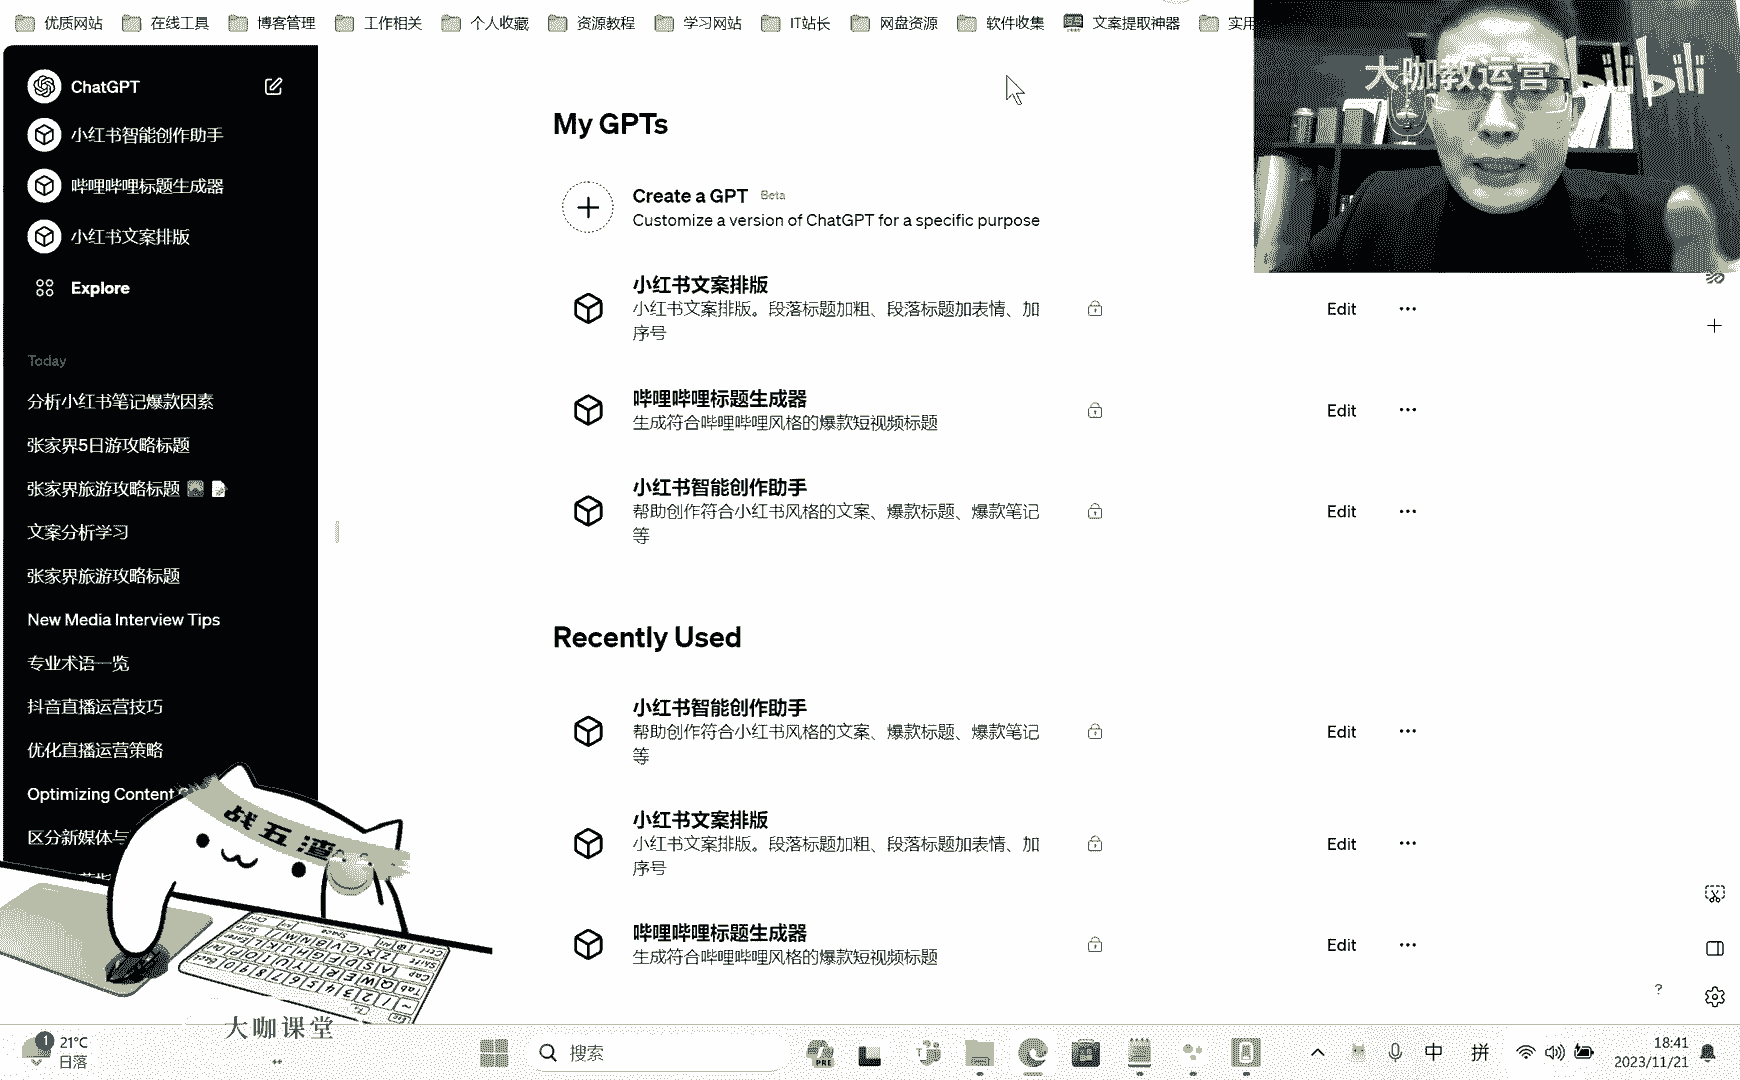 优质网站
在线工具
博客管理
工作相关
个人收藏
资源教程
学习网站
IT站长
网盘资源
软件收集
文案提取神器
实用
大咖教运营
bilibili
ChatGPT
小红书智能创作助手
哔哩哔哩标题生成器
小红书文案排版
Explore
Today
分析小红书笔记爆款因素
张家界5日游攻略标题
张家界旅游攻略标题
文案分析学习
张家界旅游攻略标题
New Media Interview Tips
专业术语一览
抖音直播运营技巧
优化直播运营策略
Optimizing Content
区分新媒体与
My GPTs
Create a GPT Beta
Customize a version of ChatGPT for a specific purpose
小红书文案排版
小红书文案排版。段落标题加粗、段落标题加表情、加
序号
Edit
哔哩哔哩标题生成器
生成符合哔哩哔哩风格的爆款短视频标题
Edit
小红书智能创作助手
帮助创作符合小红书风格的文案、爆款标题、爆款笔记
等
Edit
Recently Used
小红书智能创作助手
帮助创作符合小红书风格的文案、爆款标题、爆款笔记
等
Edit
小红书文案排版
小红书文案排版。段落标题加粗、段落标题加表情、加
序号
Edit
哔哩哔哩标题生成器
生成符合哔哩哔哩风格的爆款短视频标题
Edit
?
战五渣
大咖课堂
1
21°C
日落
搜索
PRE
中
拼
18:41
2023/11/21